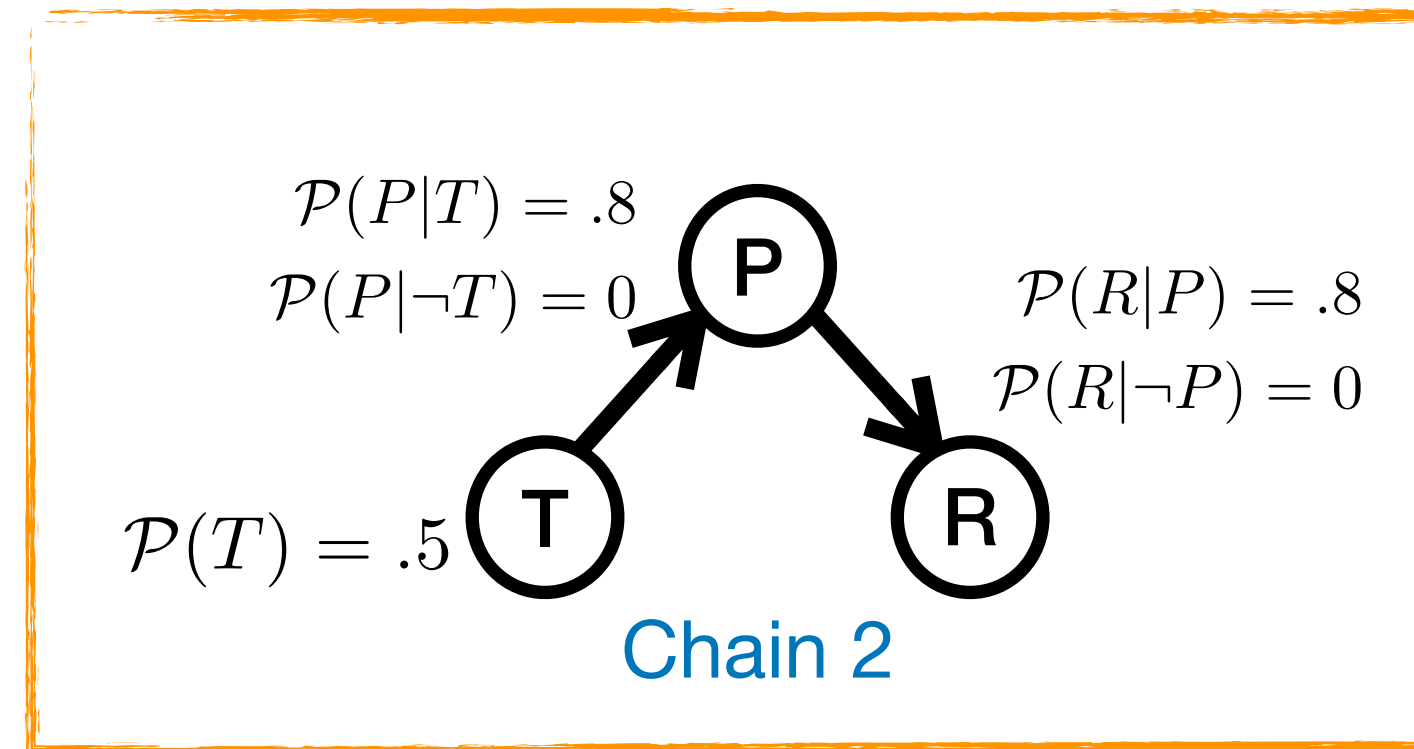 𝒫(P|T) = .8
𝒫(P|¬T) = 0
P
𝒫(R|P) = .8
𝒫(R|¬P) = 0
𝒫(T) = .5
T
R
Chain 2